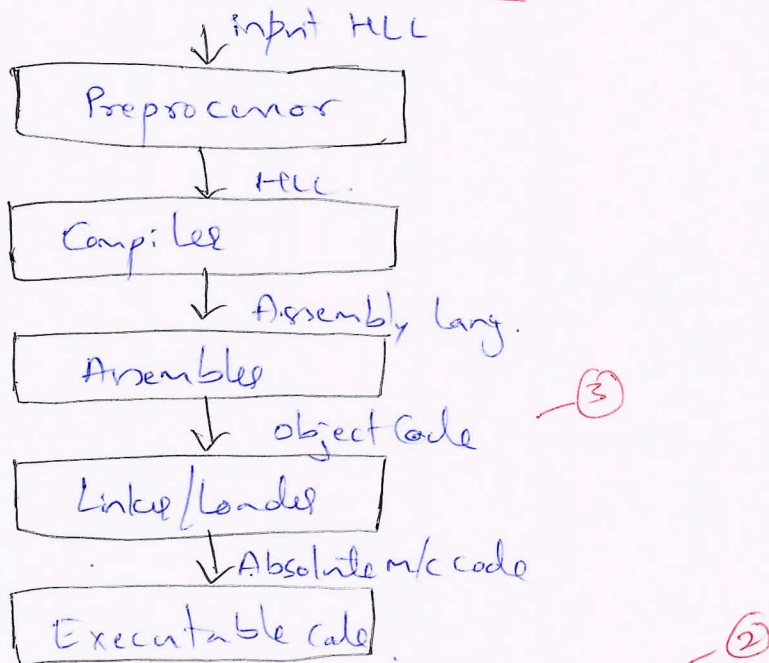 input HLL
Preprocessor
HLL.
Compiler
Assembly lang.
Assembler
③
object Code
Linker/Loader
Absolute m/c code
Executable code.
②